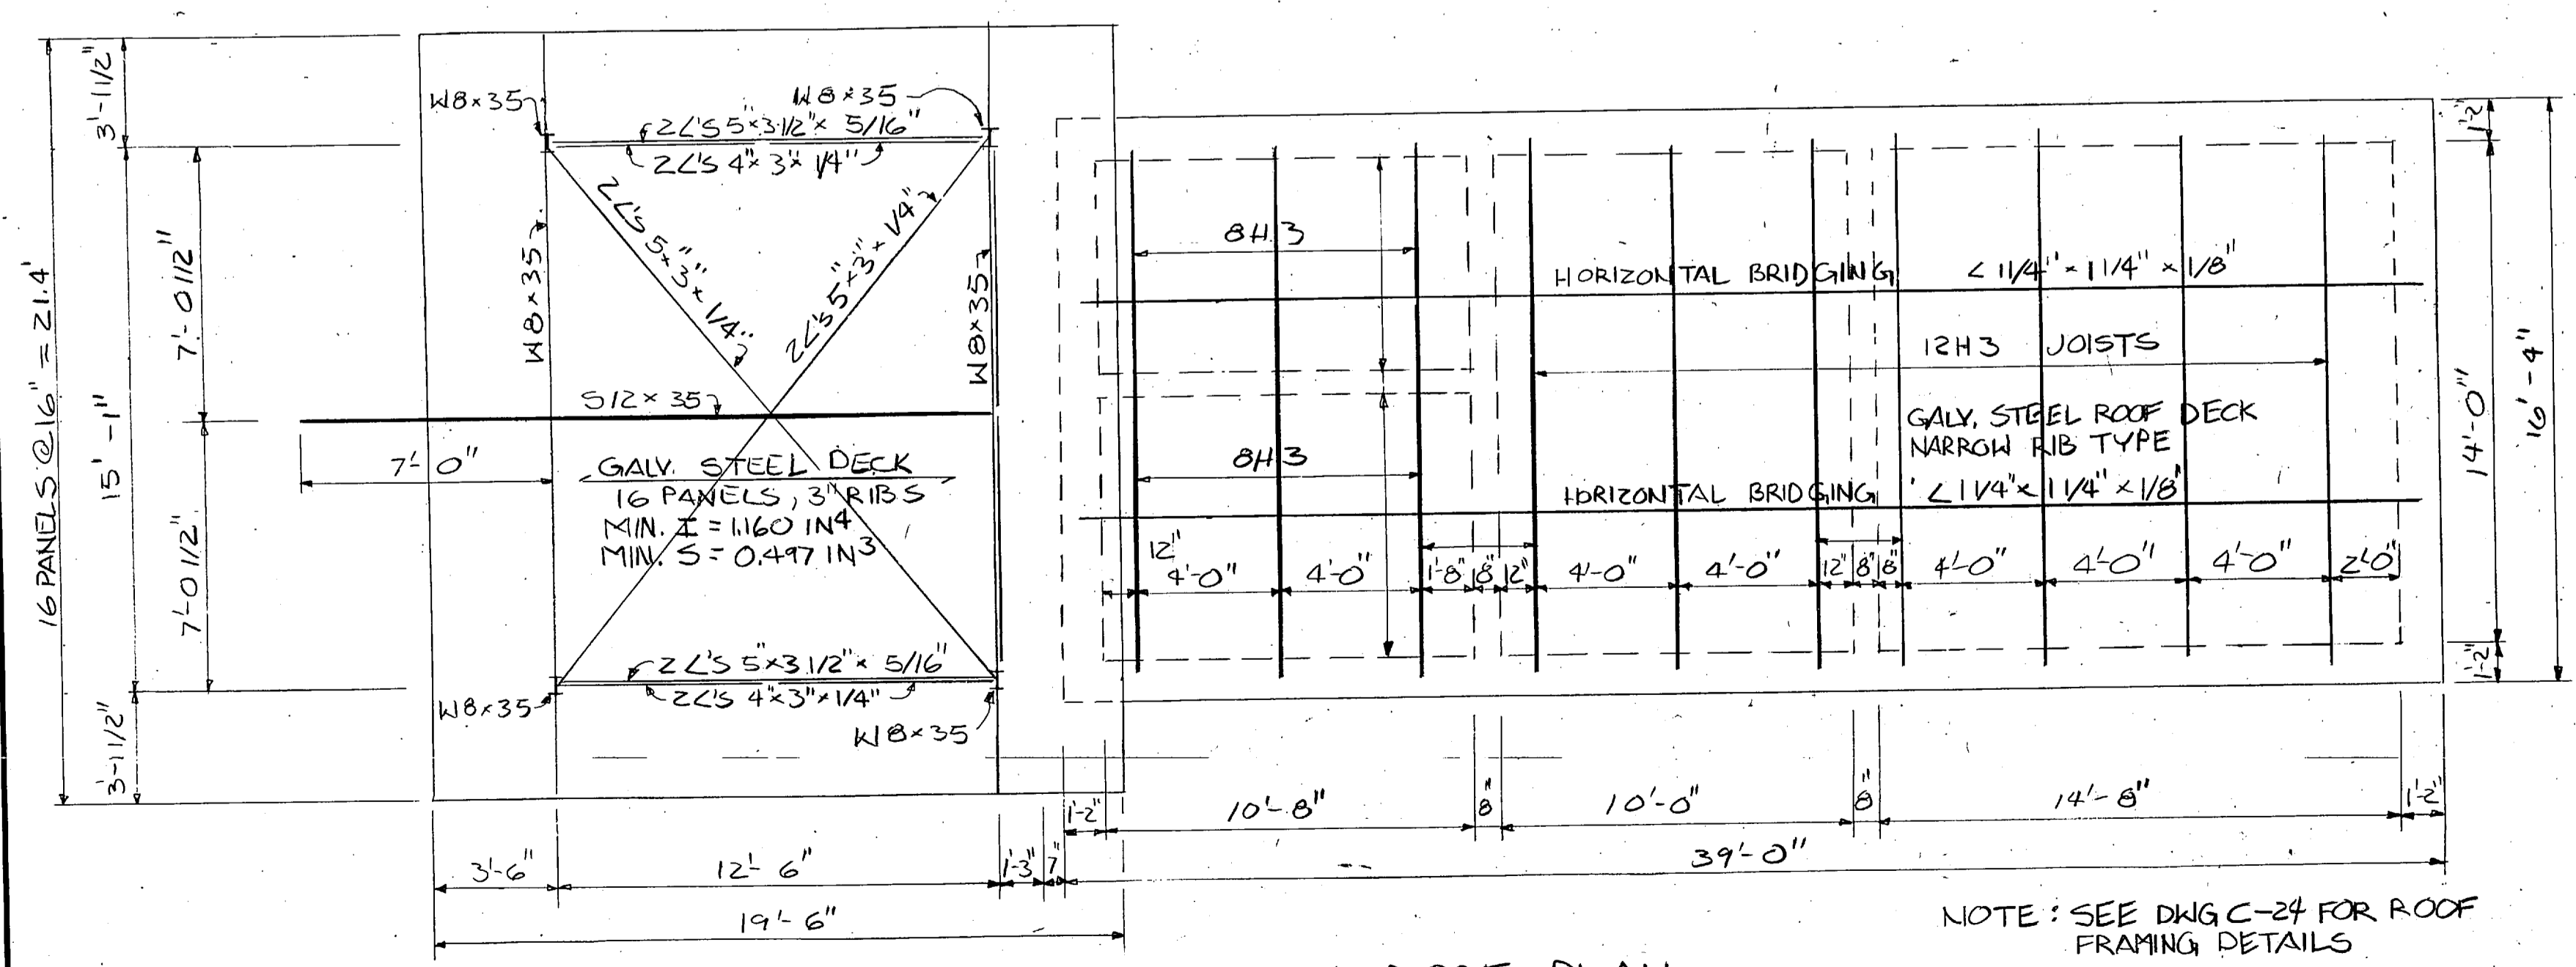 16 PANELS @ 16" = 21.4'
3'-11/2"
15'-1"
3'-11/2"
7'-01/2"
7'-01/2"
W8×35
W8×35
2∠'S 5"×3 1/2"× 5/16"
2∠'S 4"× 3"× 1/4"
2∠'S 5"×3"×1/4"
2∠'S 5"×3"×1/4"
W8×35
W8×35
S12×35
7'-0"
GALV. STEEL DECK
16 PANELS, 3" RIBS
MIN. I = 1.160 IN4
MIN. S = 0.497 IN3
2∠'S 5"×3 1/2"× 5/16"
2∠'S 4"×3"×1/4"
W8×35
W8×35
3'-6"
12'-6"
1'-3"
7"
19'-6"
8H3
8H3
HORIZONTAL BRIDGING ∠ 1 1/4" × 1 1/4" × 1/8"
12H3 JOISTS
GALV. STEEL ROOF DECK
NARROW RIB TYPE
HORIZONTAL BRIDGING ∠ 1 1/4" × 1 1/4" × 1/8"
12" 4'-0" 4'-0" 1'-8" 8" 12" 4'-0" 4'-0" 12" 8" 8" 4'-0" 4'-0" 4'-0" 2'-0"
1'-2"
14'-0"
1'-2"
16'-4"
1'-2" 10'-8" 8" 10'-0" 8" 14'-8" 1'-2"
39'-0"
NOTE: SEE DWG C-24 FOR ROOF
FRAMING DETAILS
PLAN